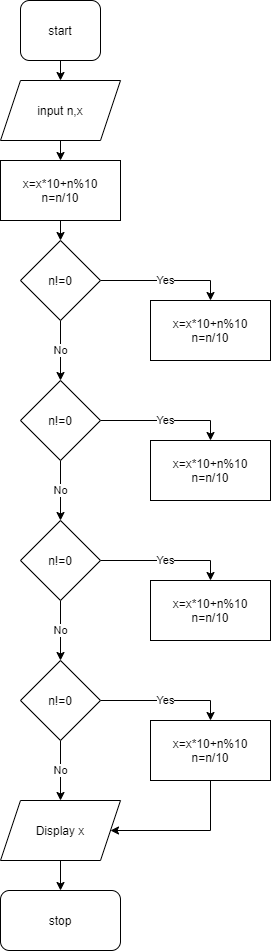 start
input n,x
x=x*10+n%10
n=n/10
n!=0
Yes
x=x*10+n%10
n=n/10
No
n!=0
Yes
x=x*10+n%10
n=n/10
No
n!=0
Yes
x=x*10+n%10
n=n/10
No
n!=0
Yes
x=x*10+n%10
n=n/10
No
Display x
stop